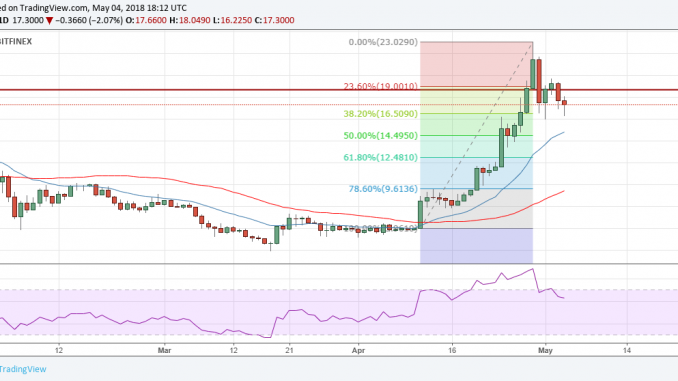 ed on TradingView.com, May 04, 2018 18:12 UTC
1D 17.3000 ▼ −0.3660 (−2.07%) O:17.6600 H:18.0490 L:16.2250 C:17.3000
BITFINEX
0.00%(23.0290)
23.60%(19.0010)
38.20%(16.5090)
50.00%(14.4950)
61.80%(12.4810)
78.60%(9.6136)
12 Mar 12 21 Apr 16 May 14
TradingView